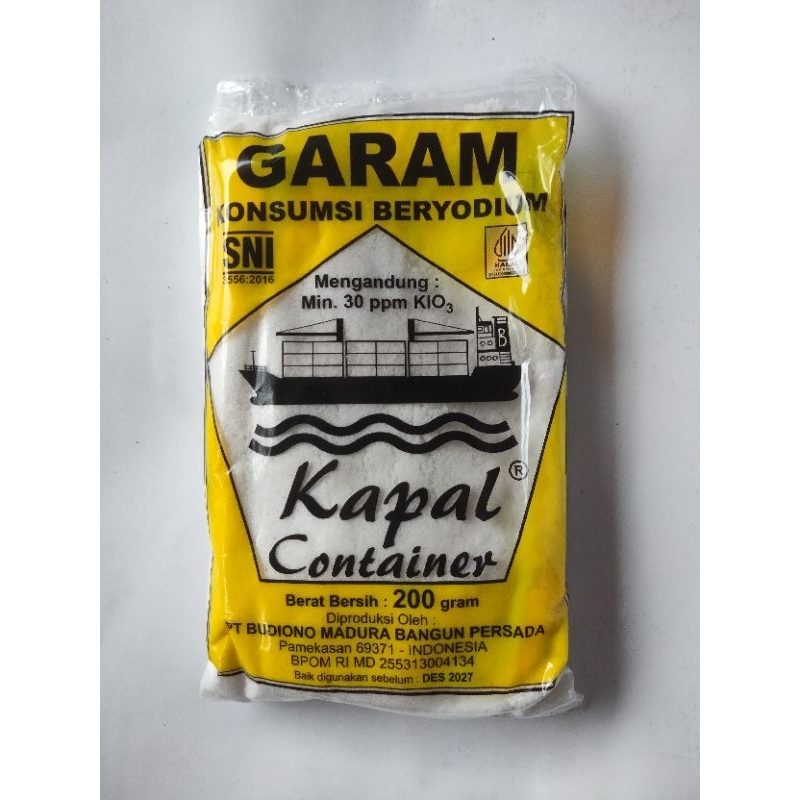 GARAM
KONSUMSI BERYODIUM
SNI
3556:2016
HALAL
Mengandung :
Min. 30 ppm KIO₃
B
Kapal ®
Container
Berat Bersih : 200 gram
Diproduksi Oleh :
PT BUDIONO MADURA BANGUN PERSADA
Pamekasan 69371 - INDONESIA
BPOM RI MD 255313004134
Baik digunakan sebelum : DES 2027